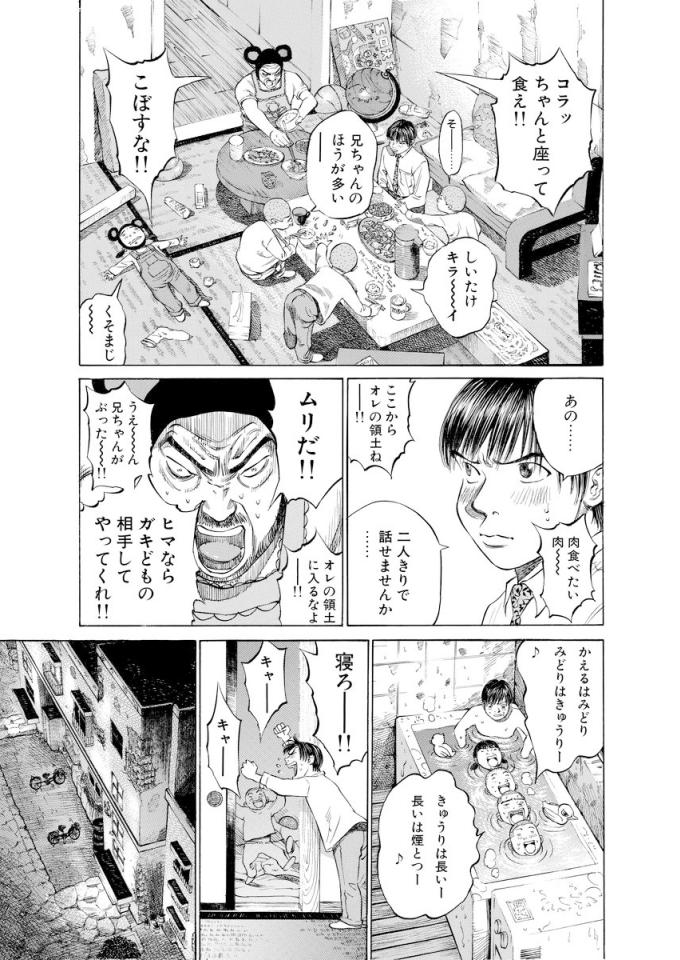 コラッ
ちゃんと座って
食え!!
そ〜……
兄ちゃんの
ほうが多い
──
こぼすな!!
しいたけ
キラ〜〜〜イ
くそまじ
〜〜〜
あの……
肉食べたい
肉〜〜〜
ここから
オレの領土ね
──!!
二人きりで
話せませんか
……
ムリだ!!
うえ〜〜ん
兄ちゃんが
ぶった〜〜!!
ヒマなら
ガキどもの
相手して
やってくれ!!
オレの領土
に入るなよ
──!!
かえるはみどり
みどりはきゅうりー
♪
きゅうりは長いー
長いは煙とつー
♪
寝ろ──!!
キャ──
キャ──